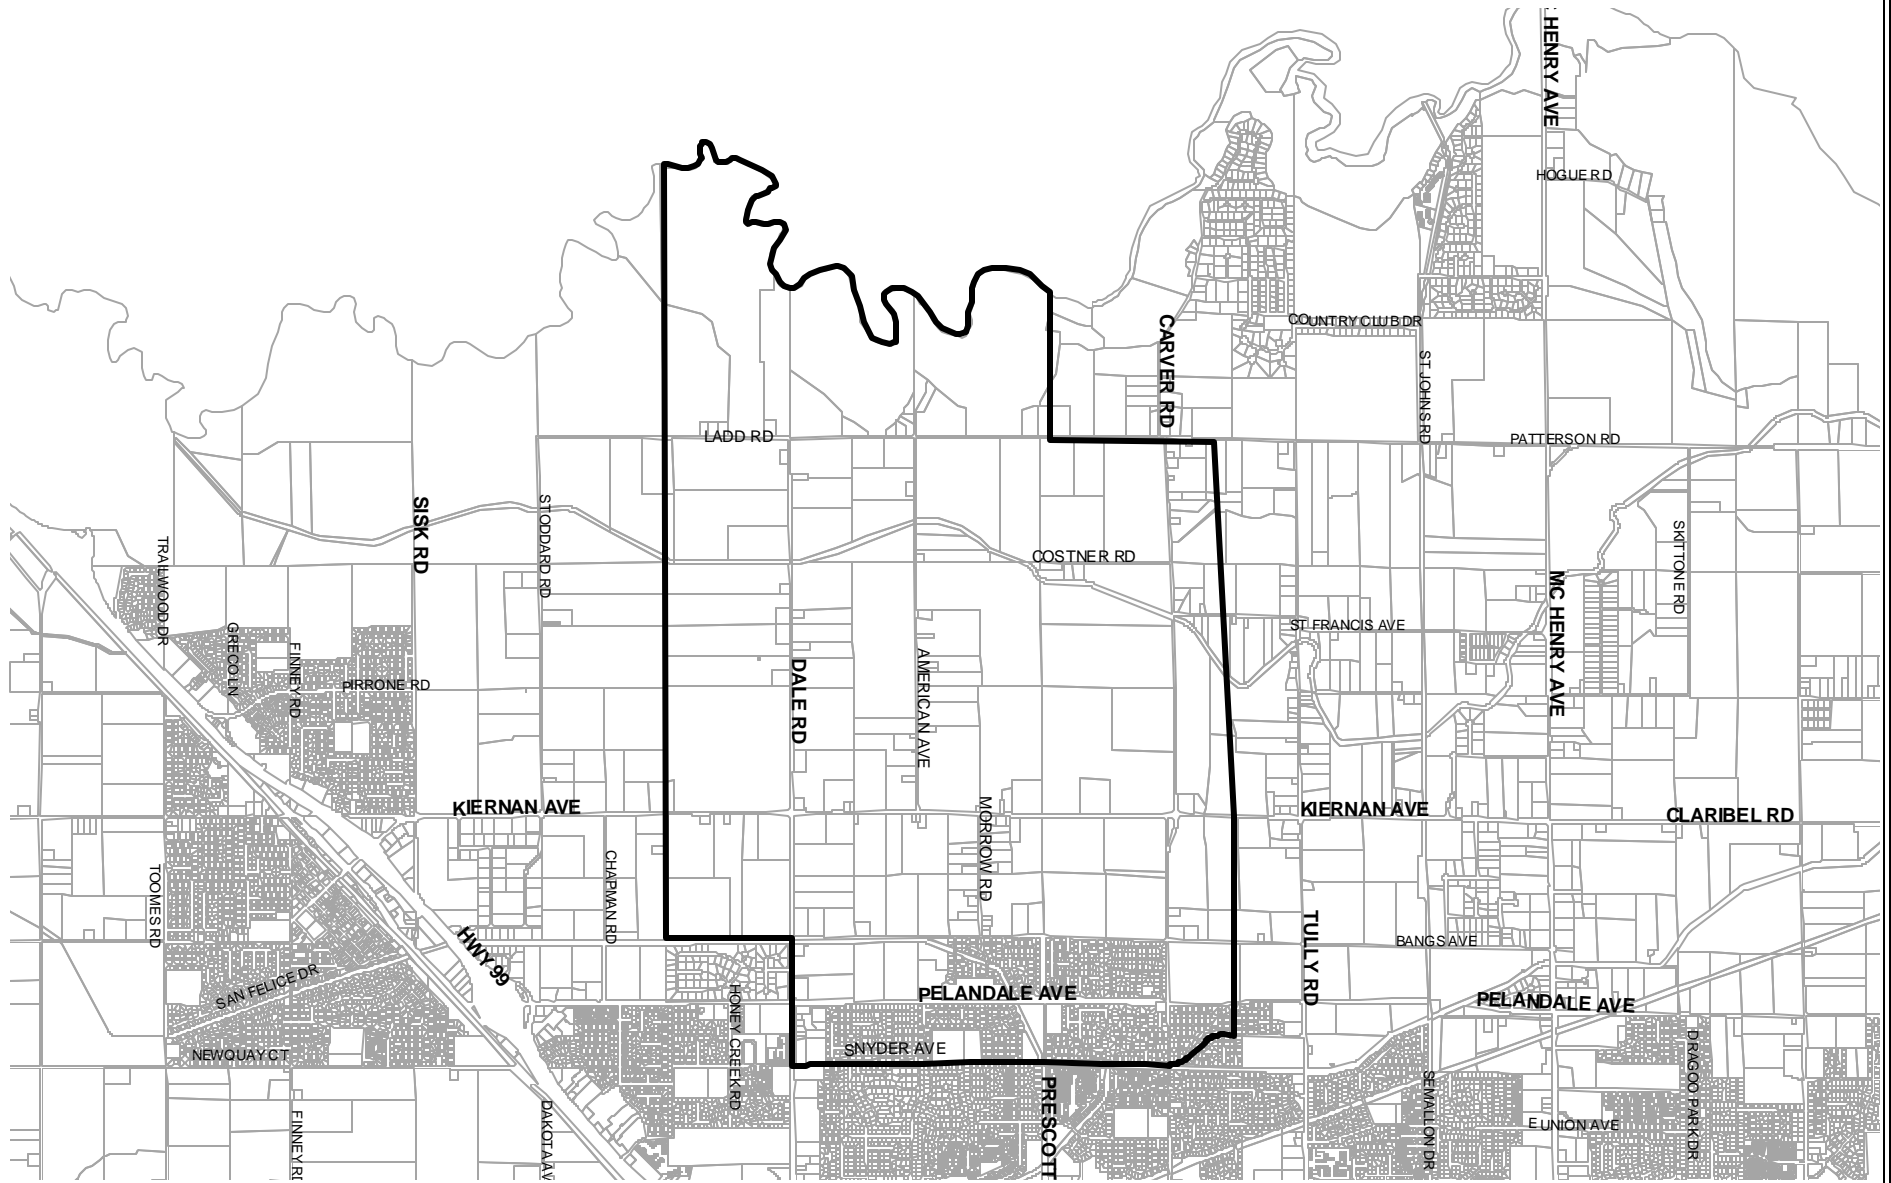 HENRY AVE
HOGUE RD
COUNTRY CLUB DR
CARVER RD
ST JOHNS RD
LADD RD
PATTERSON RD
SISK RD
STODDARD RD
SKITTONE RD
TRAILWOOD DR
COSTNER RD
MC HENRY AVE
GRECO LN
FINNEY RD
ST FRANCIS AVE
PIRRONE RD
DALE RD
AMERICAN AVE
KIERNAN AVE
MORROW RD
KIERNAN AVE
CLARIBEL RD
TOOMES RD
CHAPMAN RD
HWY 99
TULLY RD
BANGS AVE
SAN FELICE DR
HONEY CREEK RD
PELANDALE AVE
PELANDALE AVE
NEWQUAY CT
SNYDER AVE
DRAGOO PARK DR
PRESCOTT
SEMALLON DR
FINNEY RD
DAKOTA AV
E UNION AVE